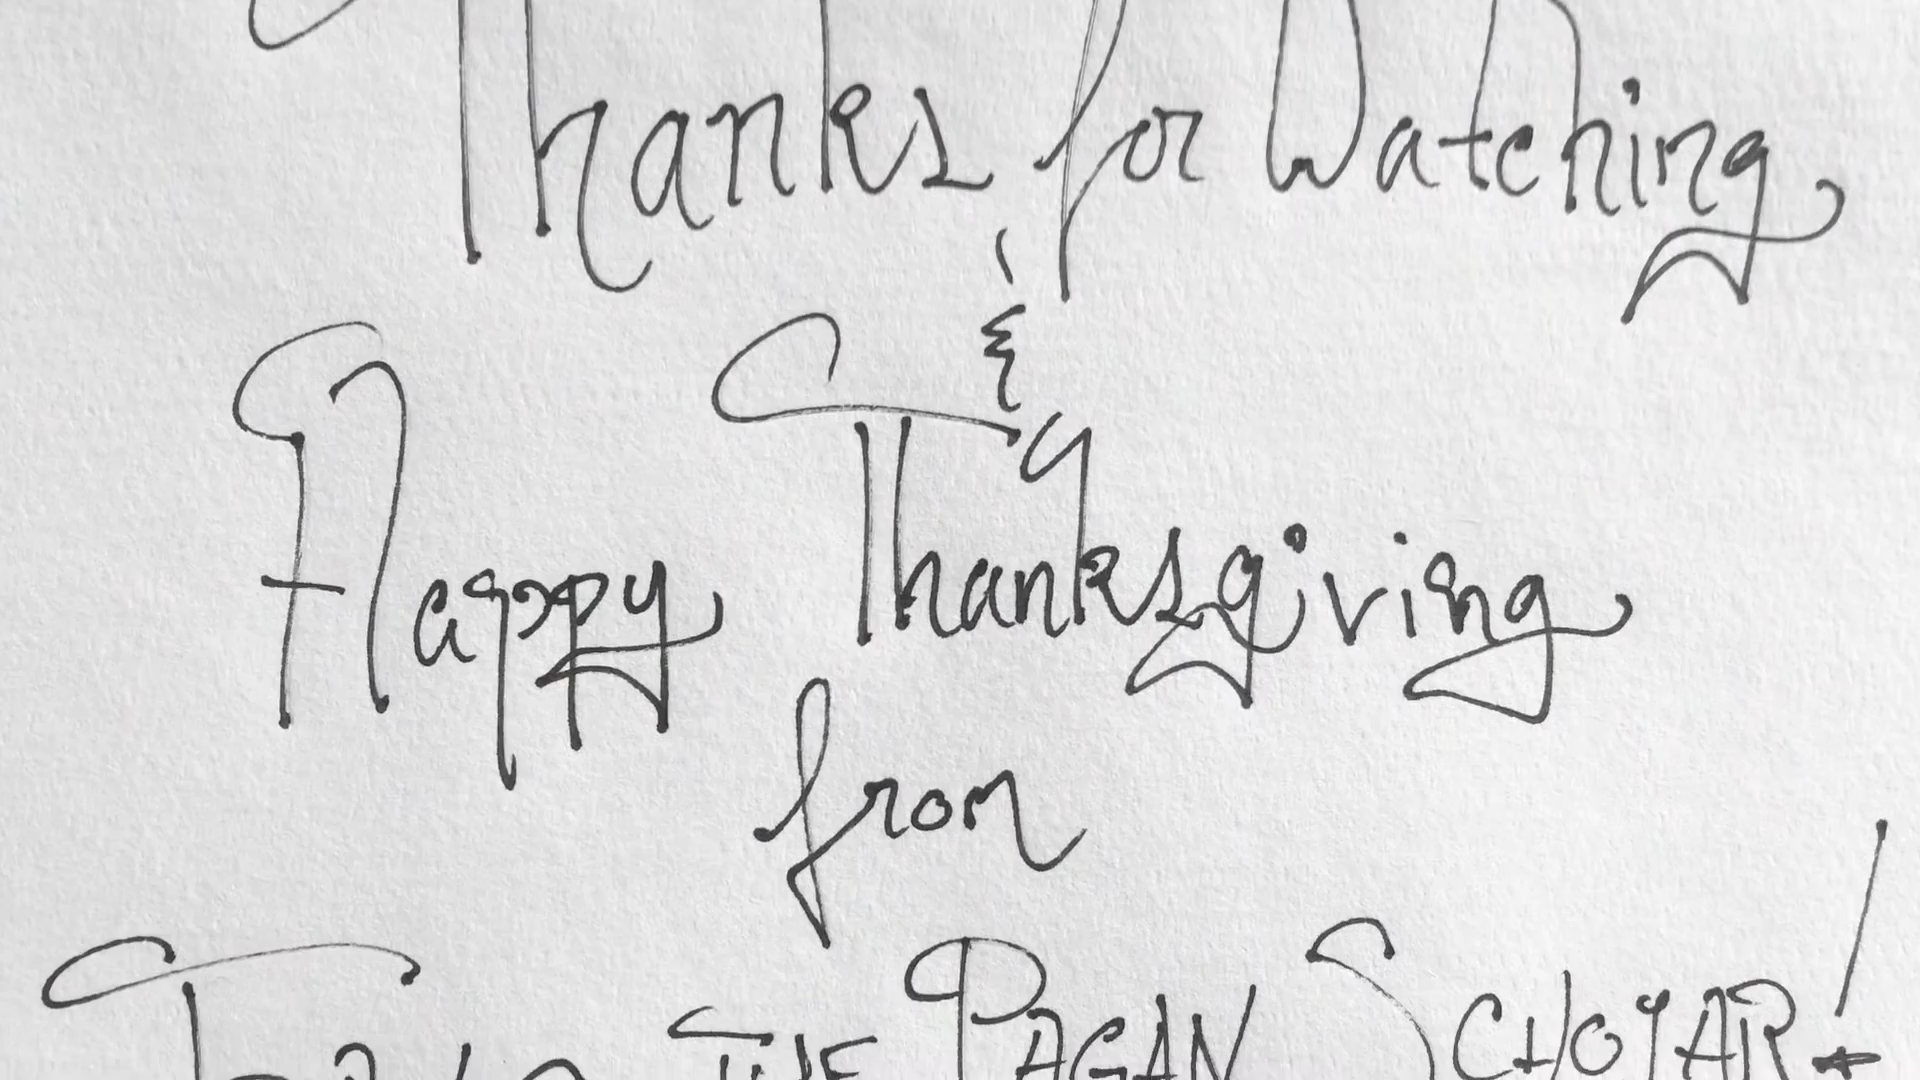 Thanks for Watching
&
Happy Thanksgiving
from
THE PAGAN SCHOLAR!